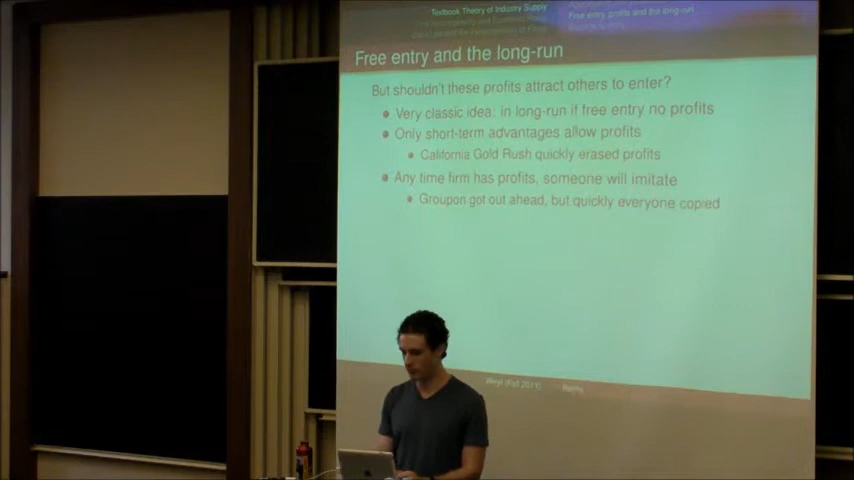 Textbook Theory of Industry Supply
Free entry profits and the long-run
Free entry and the long-run
But shouldn't these profits attract others to enter?
Very classic idea: in long-run if free entry no profits
Only short-term advantages allow profits
California Gold Rush quickly erased profits
Any time firm has profits, someone will imitate
Groupon got out ahead, but quickly everyone copied
Weyl (Fall 2011)